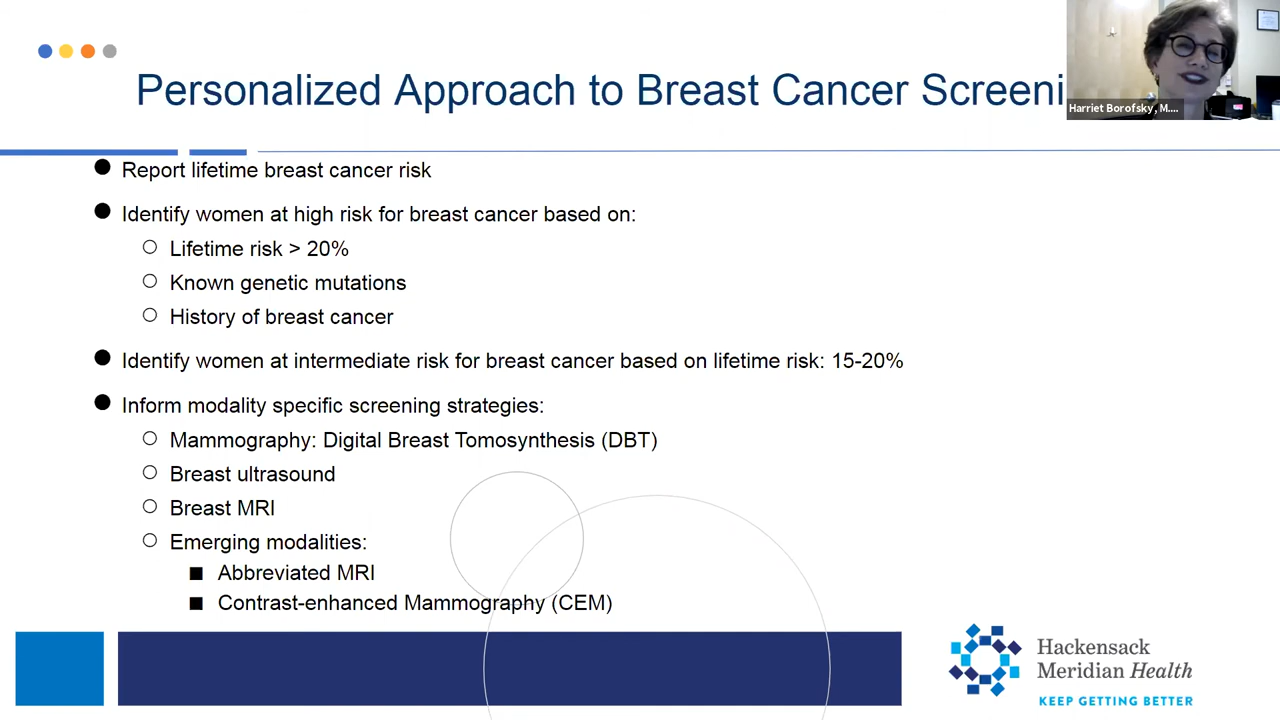 Personalized Approach to Breast Cancer Screeni
Harriet Borofsky, M....
Report lifetime breast cancer risk
Identify women at high risk for breast cancer based on:
Lifetime risk > 20%
Known genetic mutations
History of breast cancer
Identify women at intermediate risk for breast cancer based on lifetime risk: 15-20%
Inform modality specific screening strategies:
Mammography: Digital Breast Tomosynthesis (DBT)
Breast ultrasound
Breast MRI
Emerging modalities:
Abbreviated MRI
Contrast-enhanced Mammography (CEM)
Hackensack
Meridian Health
KEEP GETTING BETTER